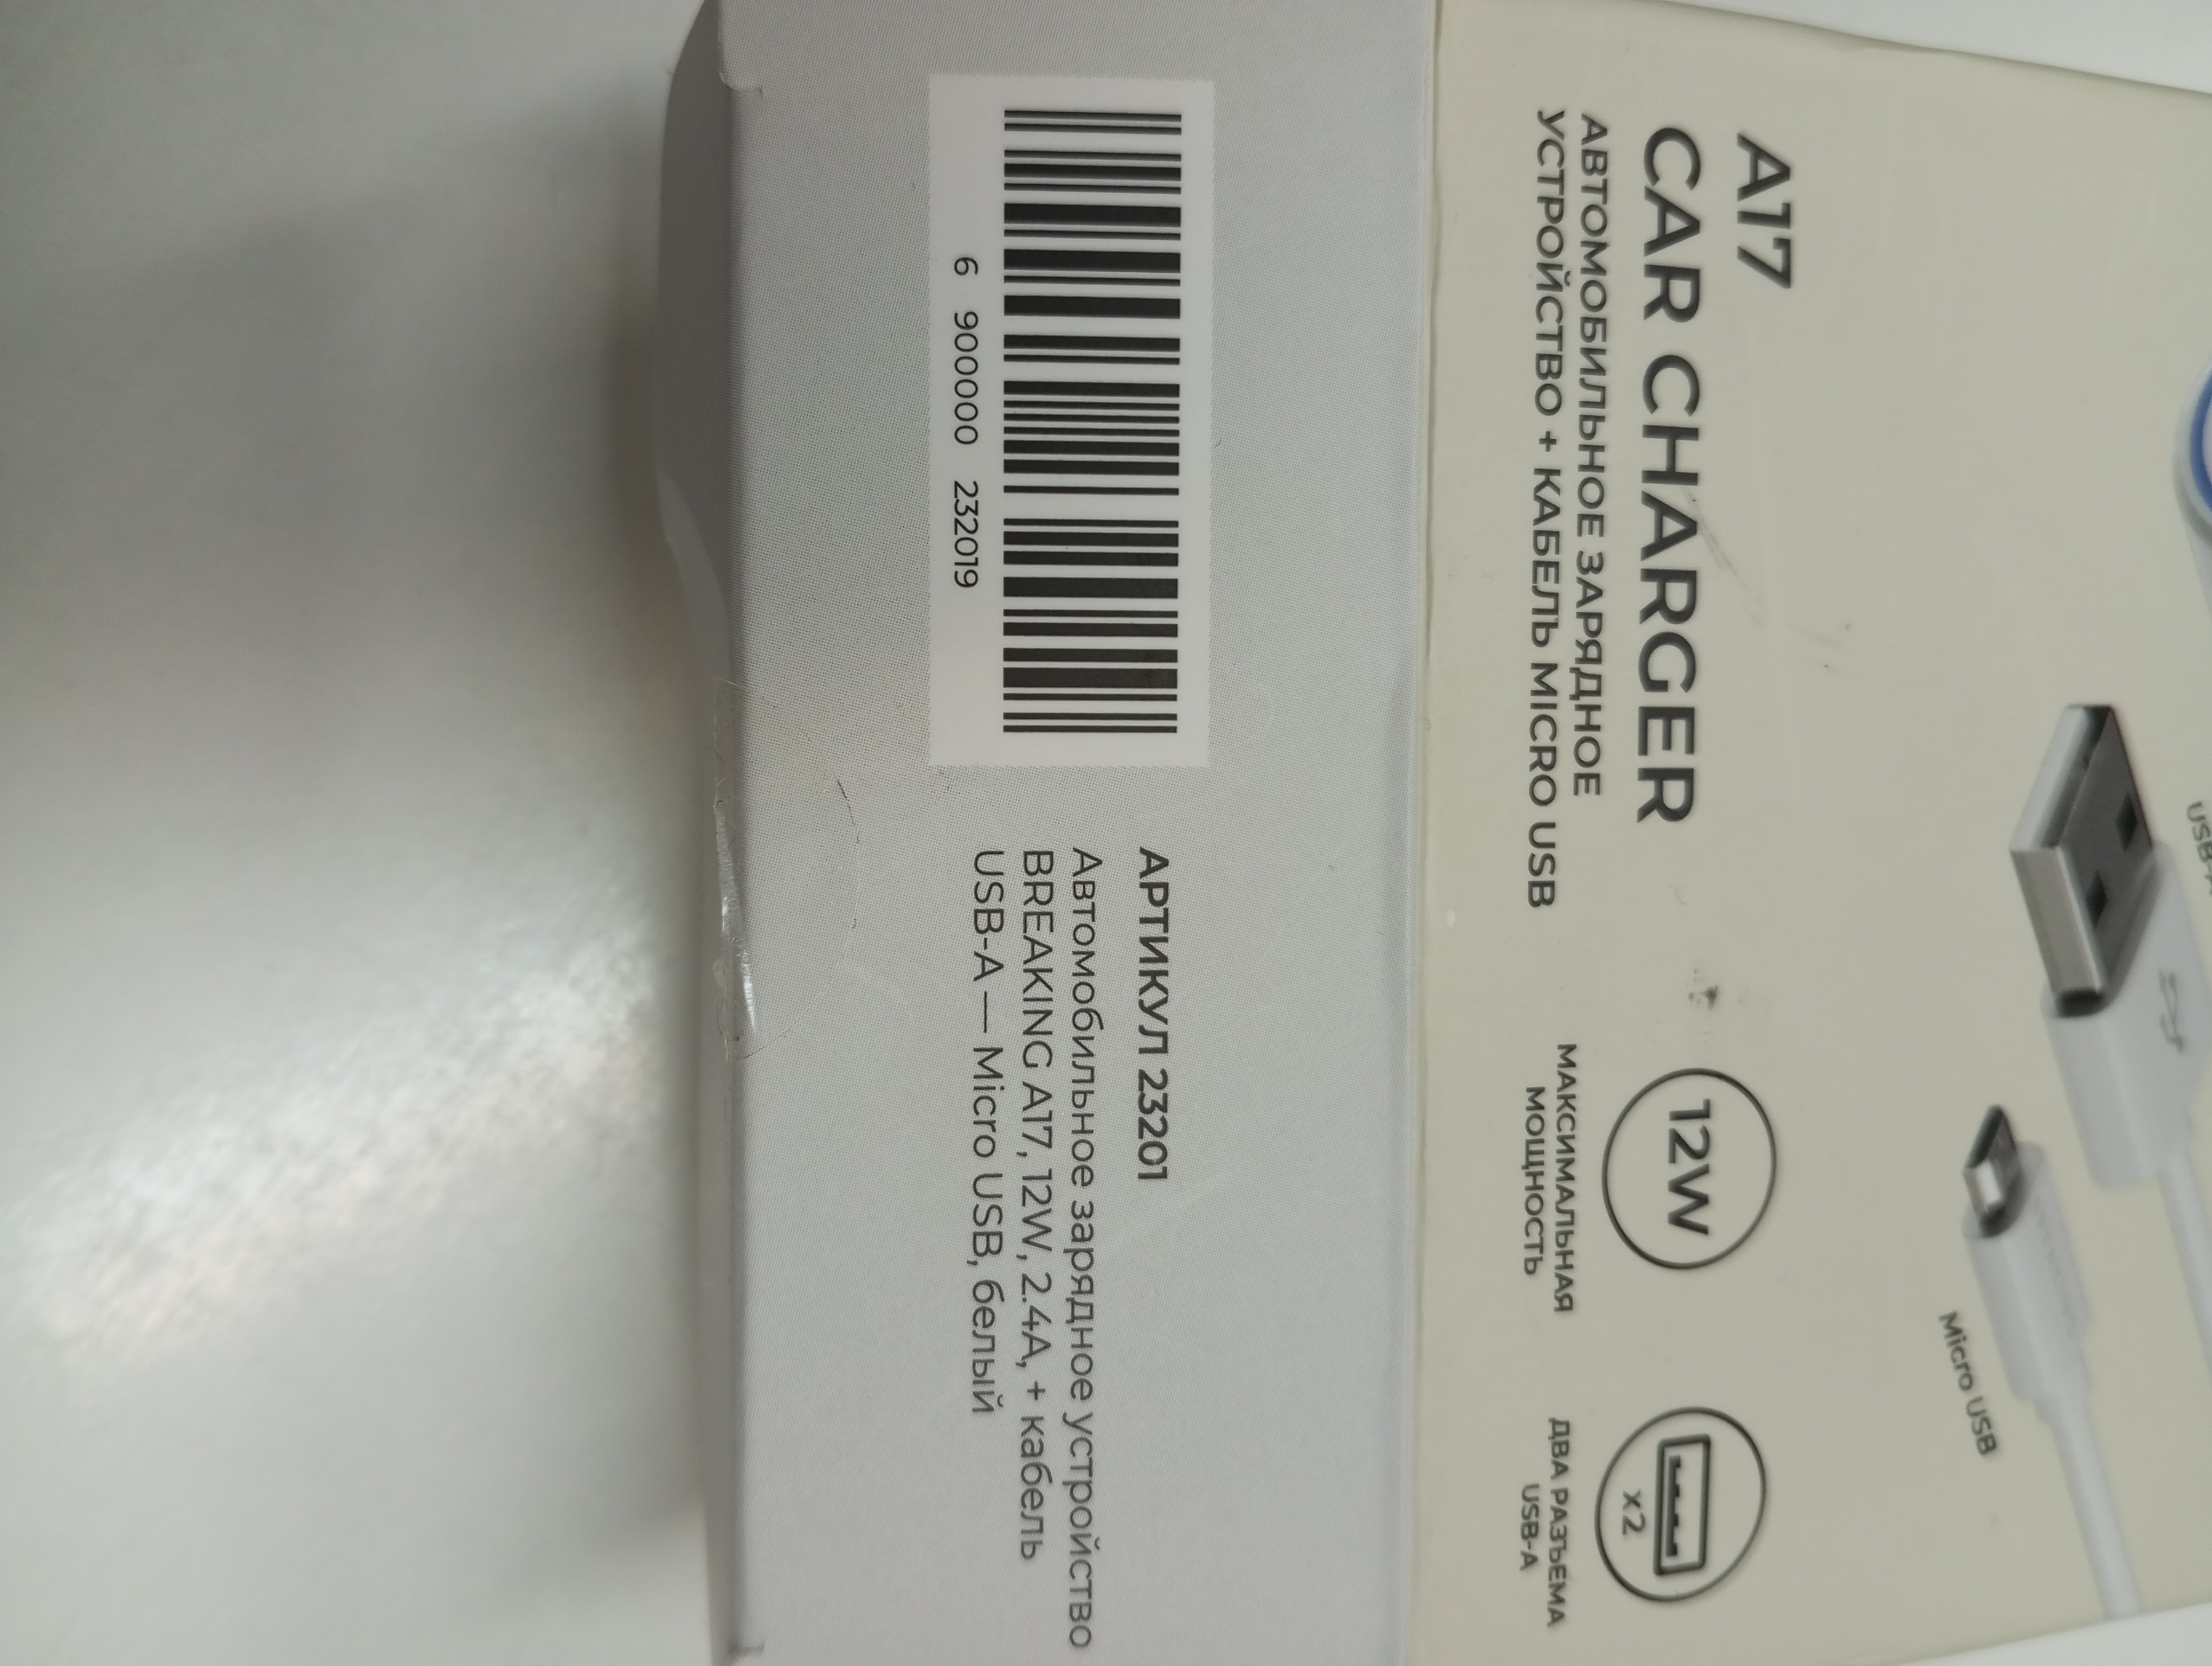 A17
CAR CHARGER
АВТОМОБИЛЬНОЕ ЗАРЯДНОЕ
УСТРОЙСТВО + КАБЕЛЬ MICRO USB
12W
МАКСИМАЛЬНАЯ
МОЩНОСТЬ
x2
ДВА РАЗЪЕМА
USB-A
USB-A
Micro USB
6 900000 232019
АРТИКУЛ 23201
Автомобильное зарядное устройство
BREAKING A17, 12W, 2.4A, + кабель
USB-A — Micro USB, белый